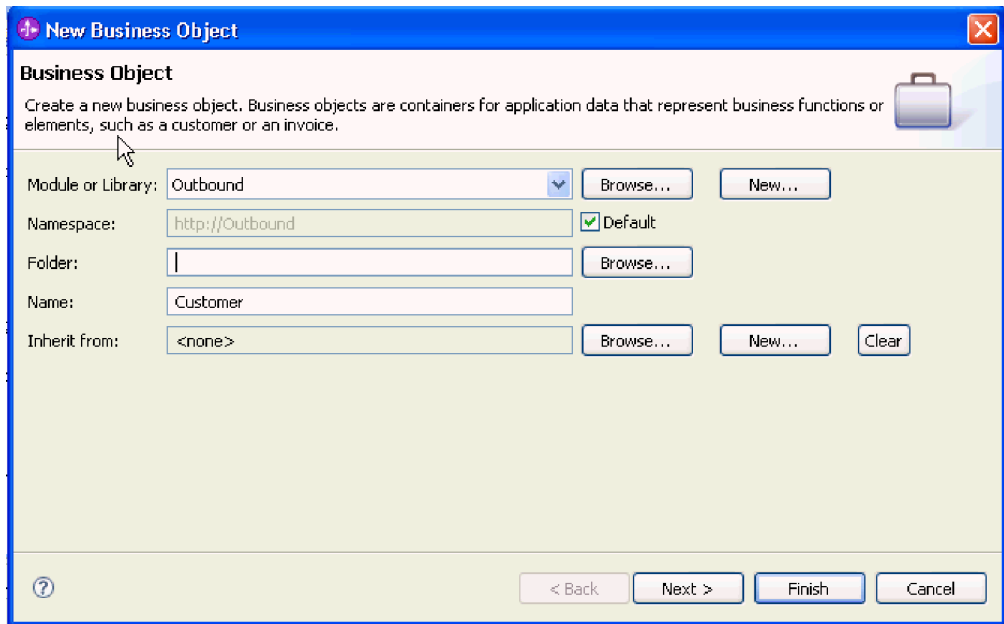 New Business Object
Business Object
Create a new business object. Business objects are containers for application data that represent business functions or
elements, such as a customer or an invoice.
Module or Library: Outbound Browse... New...
Namespace: http://Outbound Default
Folder: Browse...
Name: Customer
Inherit from: <none> Browse... New... Clear
? < Back Next > Finish Cancel